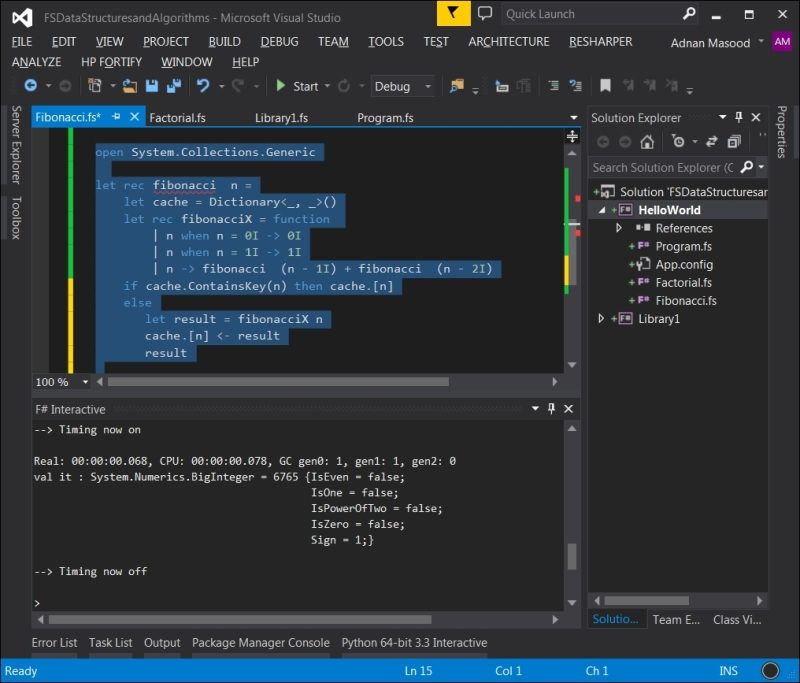 FSDataStructuresandAlgorithms - Microsoft Visual Studio
Quick Launch
FILE EDIT VIEW PROJECT BUILD DEBUG TEAM TOOLS TEST ARCHITECTURE RESHARPER
Adnan Masood AM
ANALYZE HP FORTIFY WINDOW HELP
Start Debug
Server Explorer
Toolbox
Fibonacci.fs* Factorial.fs Library1.fs Program.fs
open System.Collections.Generic
let rec fibonacci n =
let cache = Dictionary<_, _>()
let rec fibonacciX = function
| n when n = 0I -> 0I
| n when n = 1I -> 1I
| n -> fibonacci (n - 1I) + fibonacci (n - 2I)
if cache.ContainsKey(n) then cache.[n]
else
let result = fibonacciX n
cache.[n] <- result
result
100 %
F# Interactive
--> Timing now on
Real: 00:00:00.068, CPU: 00:00:00.078, GC gen0: 1, gen1: 1, gen2: 0
val it : System.Numerics.BigInteger = 6765 {IsEven = false;
IsOne = false;
IsPowerOfTwo = false;
IsZero = false;
Sign = 1;}
--> Timing now off
>
Solution Explorer
Search Solution Explorer (C
Solution 'FSDataStructuresar
HelloWorld
References
Program.fs
App.config
Factorial.fs
Fibonacci.fs
Library1
Properties
Solutio... Team E... Class Vi...
Error List Task List Output Package Manager Console Python 64-bit 3.3 Interactive
Ready Ln 15 Col 1 Ch 1 INS